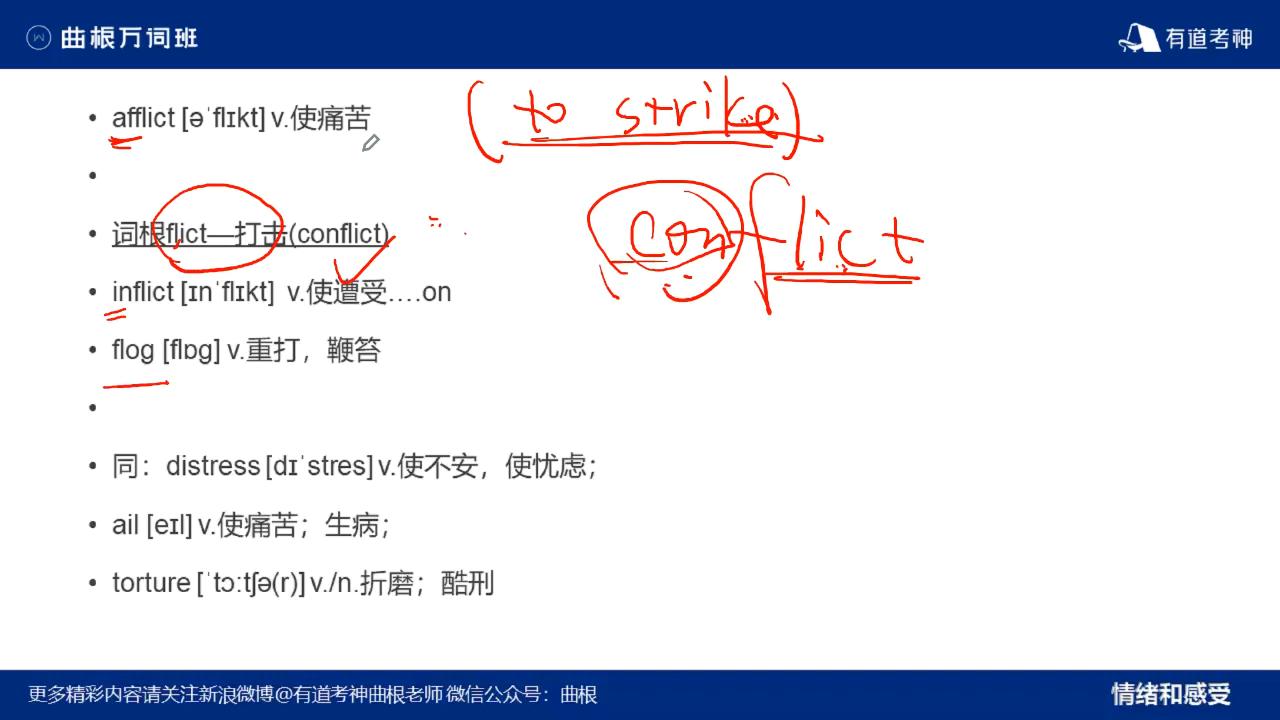 曲根万词班
有道考神
afflict [əˈflɪkt] v.使痛苦
(to strike)
词根flict—打击(conflict)
conflict
inflict [ɪnˈflɪkt] v.使遭受….on
flog [flɒg] v.重打，鞭笞
同：distress [dɪˈstres] v.使不安，使忧虑；
ail [eɪl] v.使痛苦；生病；
torture [ˈtɔːtʃə(r)] v./n.折磨；酷刑
更多精彩内容请关注新浪微博@有道考神曲根老师 微信公众号：曲根
情绪和感受